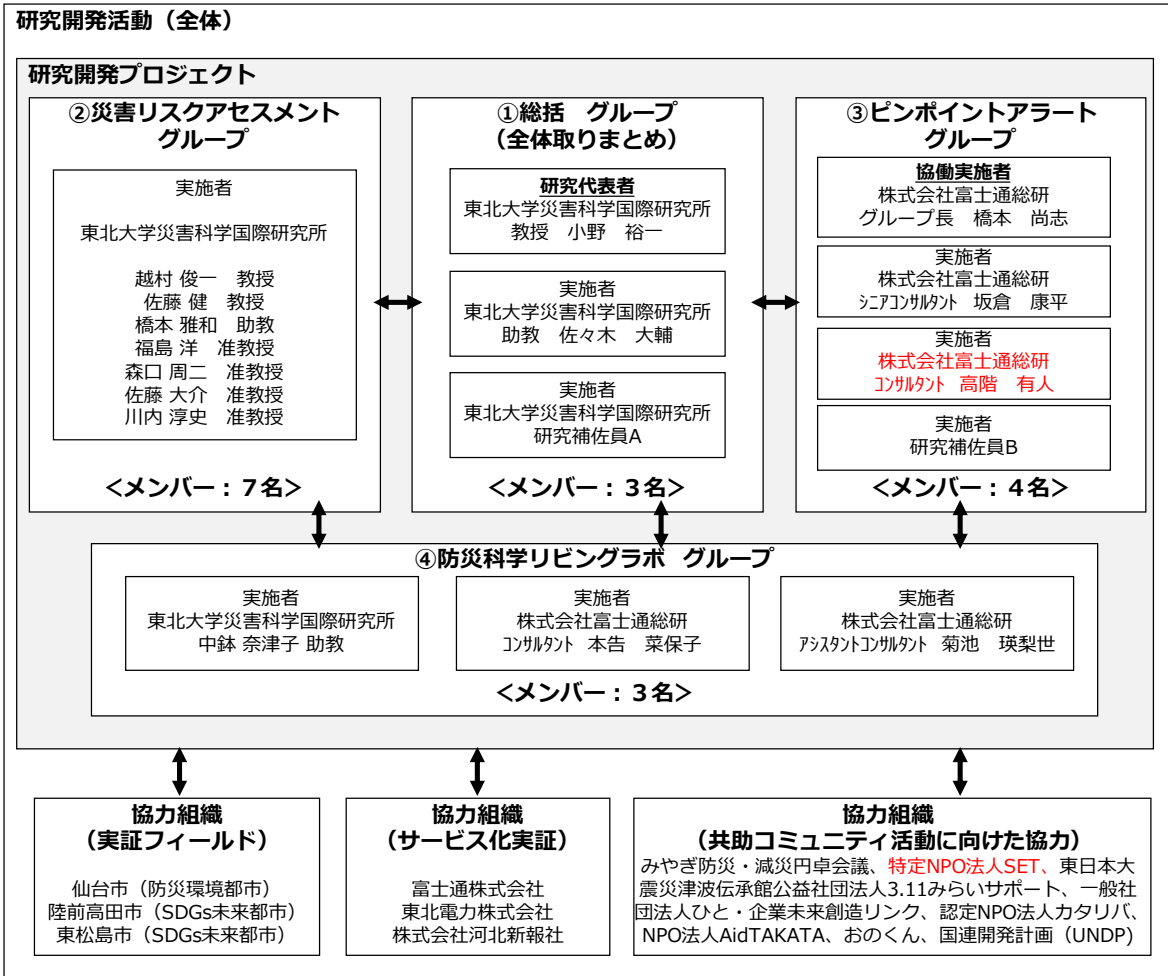 研究開発活動（全体）
研究開発プロジェクト
②災害リスクアセスメント
グループ
実施者
東北大学災害科学国際研究所
越村 俊一　教授
佐藤 健　教授
橋本 雅和　助教
福島 洋　准教授
森口 周二　准教授
佐藤 大介　准教授
川内 淳史　准教授
＜メンバー：７名＞
①総括　グループ
（全体取りまとめ）
研究代表者
東北大学災害科学国際研究所
教授　小野　裕一
実施者
東北大学災害科学国際研究所
助教　佐々木　大輔
実施者
東北大学災害科学国際研究所
研究補佐員A
＜メンバー：３名＞
③ピンポイントアラート
グループ
協働実施者
株式会社富士通総研
グループ長　橋本　尚志
実施者
株式会社富士通総研
ｼﾆｱｺﾝｻﾙﾀﾝﾄ　坂倉　康平
実施者
株式会社富士通総研
ｺﾝｻﾙﾀﾝﾄ　高階　有人
実施者
研究補佐員B
＜メンバー：４名＞
④防災科学リビングラボ　グループ
実施者
東北大学災害科学国際研究所
中鉢 奈津子 助教
実施者
株式会社富士通総研
ｺﾝｻﾙﾀﾝﾄ　本告　菜保子
実施者
株式会社富士通総研
ｱｼｽﾀﾝﾄｺﾝｻﾙﾀﾝﾄ　菊池　瑛梨世
＜メンバー：３名＞
協力組織
（実証フィールド）
仙台市（防災環境都市）
陸前高田市（SDGs未来都市）
東松島市（SDGs未来都市）
協力組織
（サービス化実証）
富士通株式会社
東北電力株式会社
株式会社河北新報社
協力組織
（共助コミュニティ活動に向けた協力）
みやぎ防災・減災円卓会議、特定NPO法人SET、東日本大
震災津波伝承館公益社団法人3.11みらいサポート、一般社
団法人ひと・企業未来創造リンク、認定NPO法人カタリバ、
NPO法人AidTAKATA、おのくん、国連開発計画（UNDP)